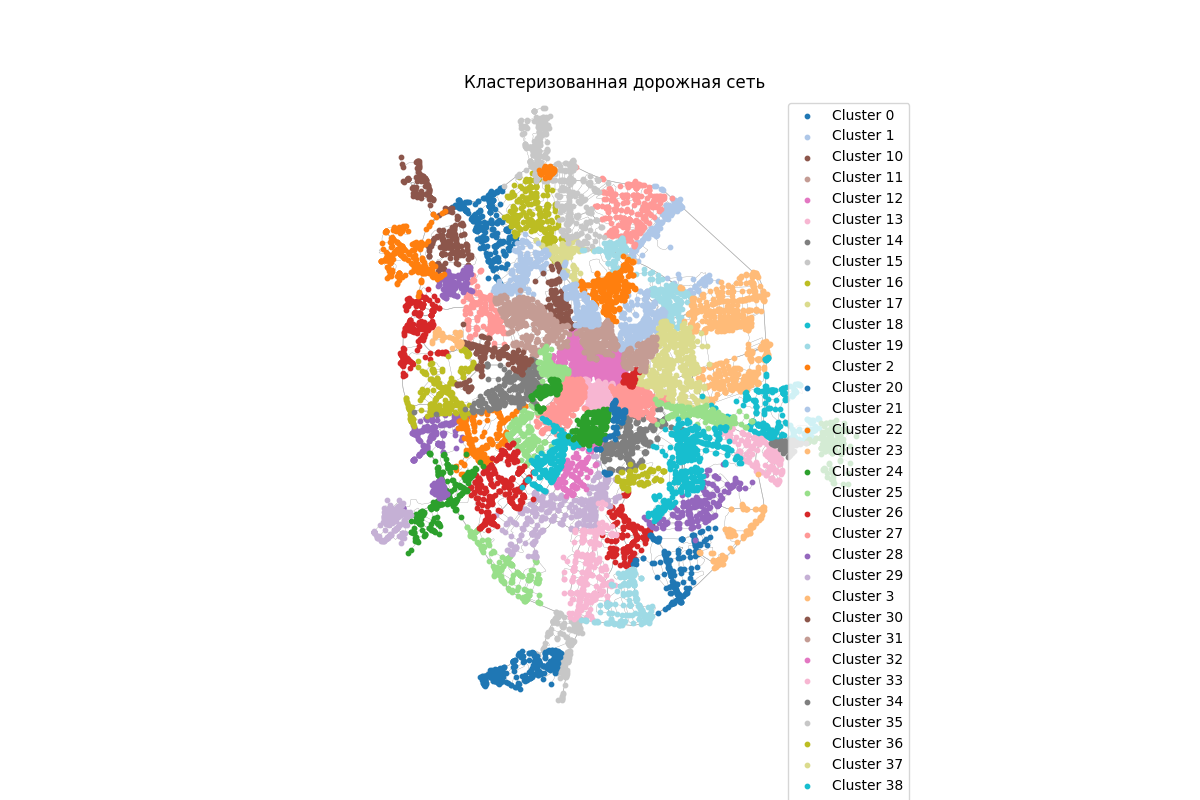 Кластеризованная дорожная сеть
Cluster 0
Cluster 1
Cluster 10
Cluster 11
Cluster 12
Cluster 13
Cluster 14
Cluster 15
Cluster 16
Cluster 17
Cluster 18
Cluster 19
Cluster 2
Cluster 20
Cluster 21
Cluster 22
Cluster 23
Cluster 24
Cluster 25
Cluster 26
Cluster 27
Cluster 28
Cluster 29
Cluster 3
Cluster 30
Cluster 31
Cluster 32
Cluster 33
Cluster 34
Cluster 35
Cluster 36
Cluster 37
Cluster 38